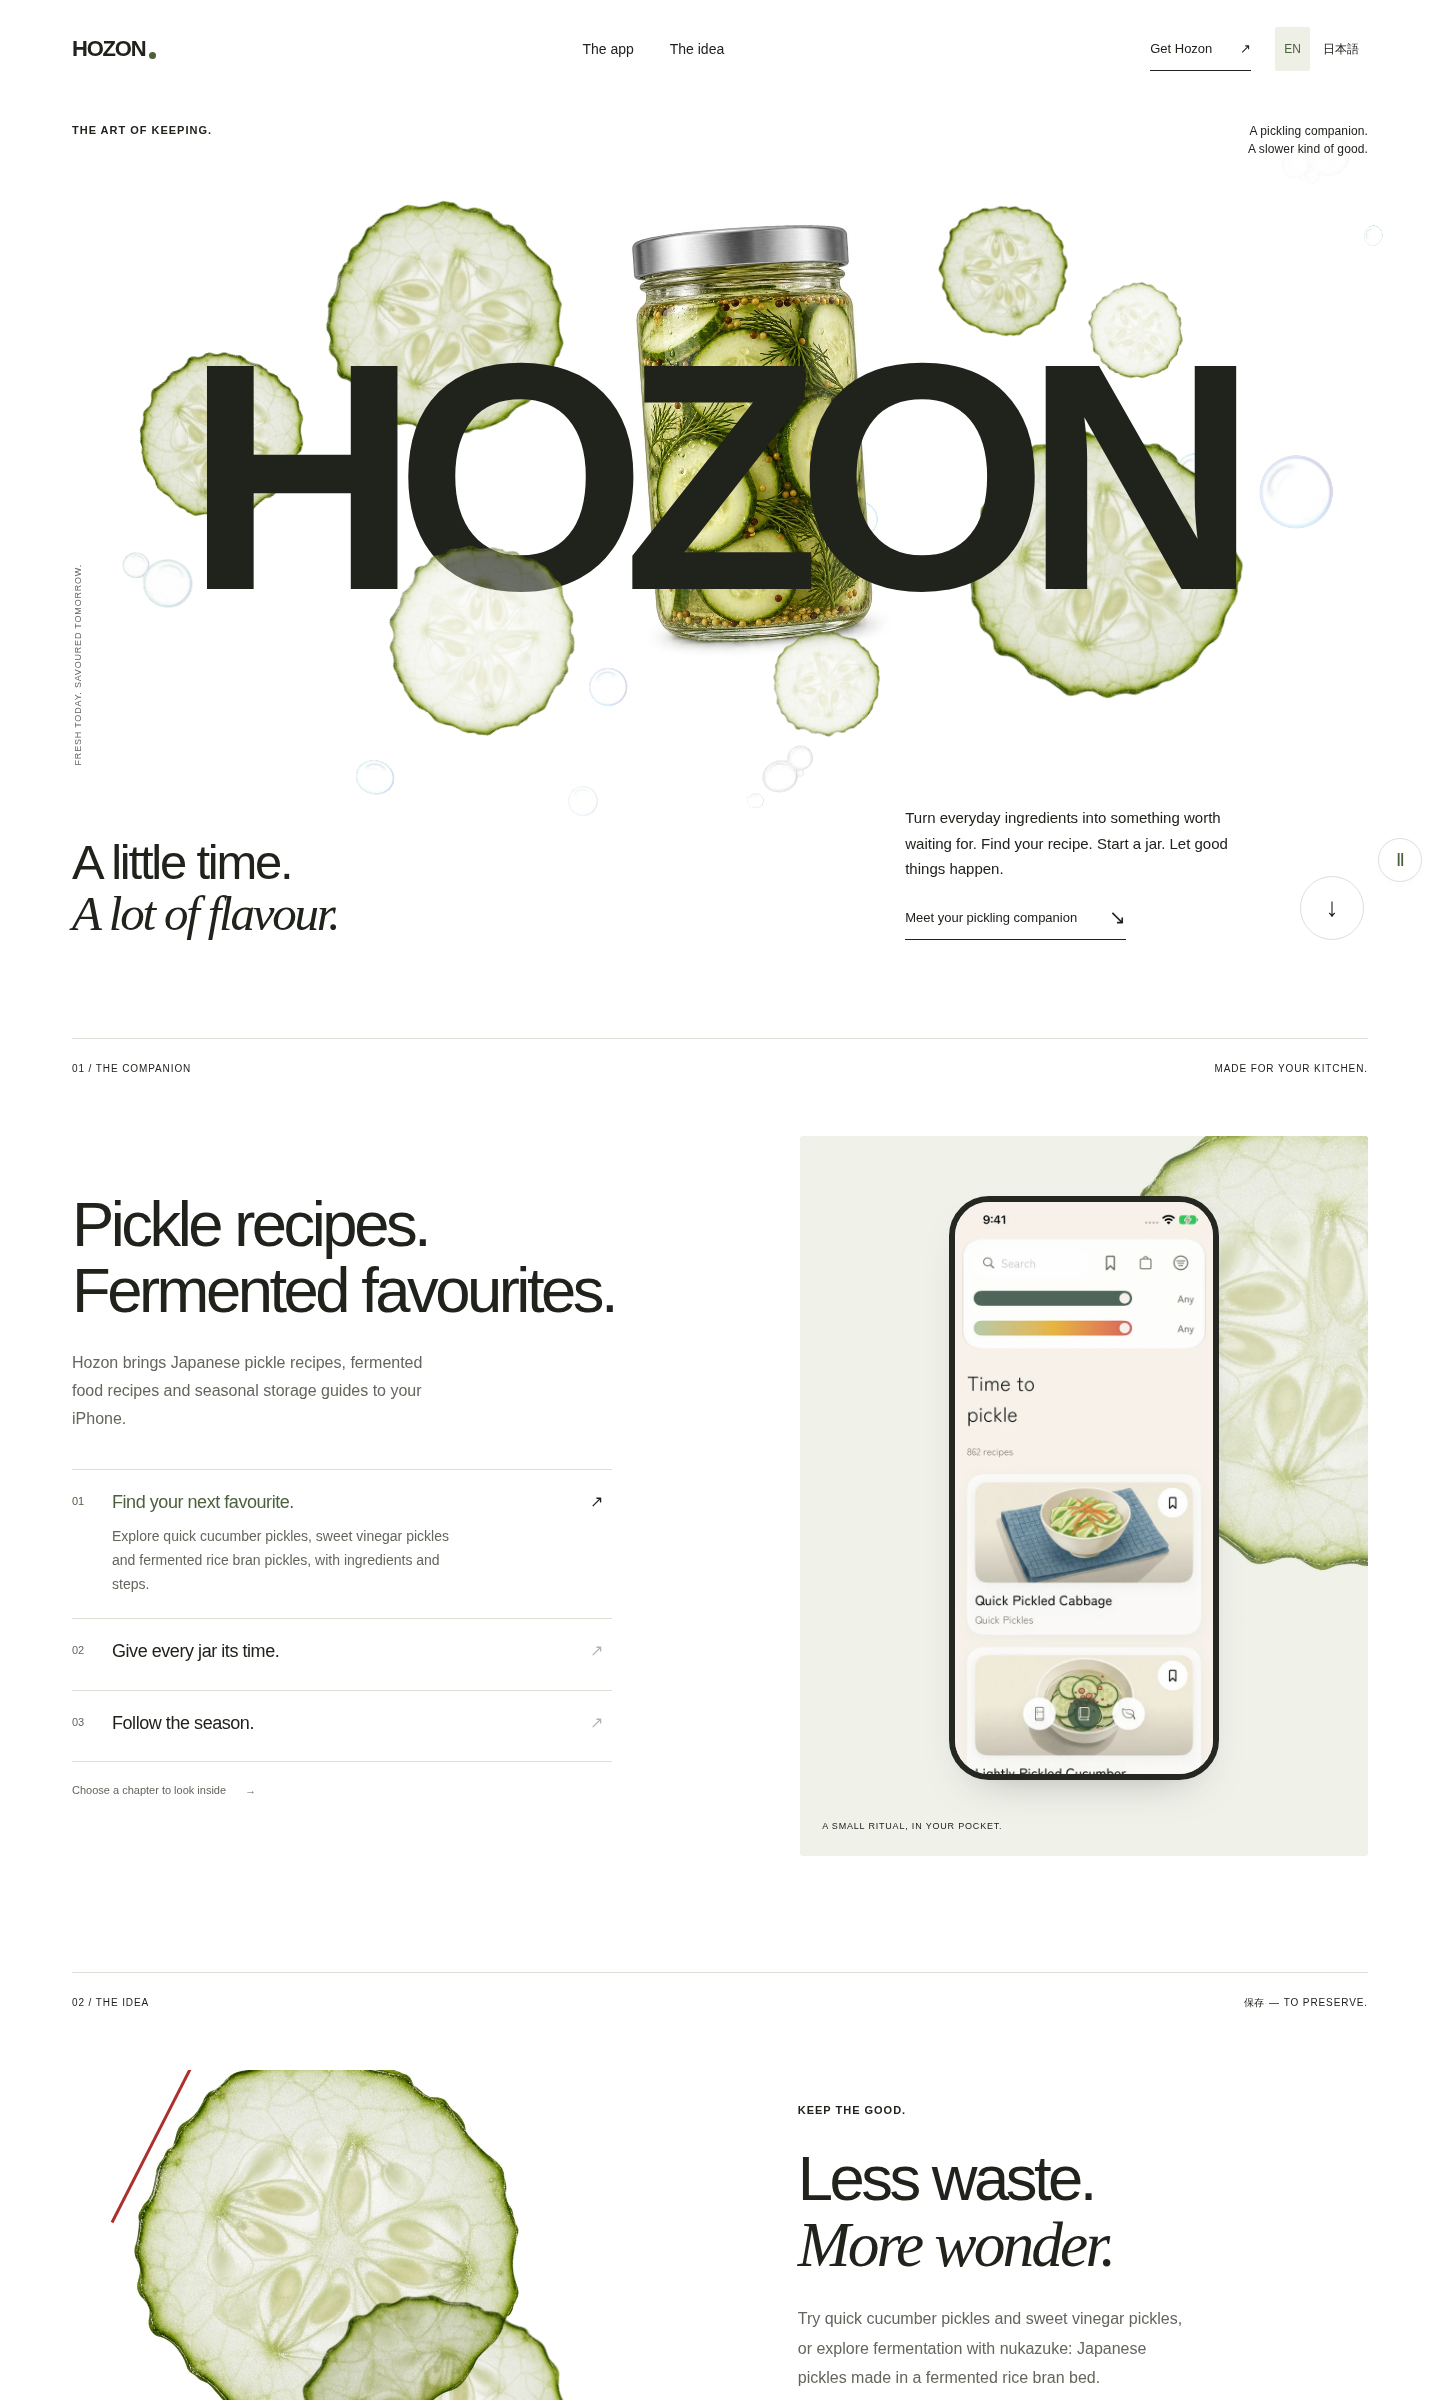 HOZON
The app
The idea
Get Hozon ↗
EN
日本語
THE ART OF KEEPING.
A pickling companion.
A slower kind of good.
HOZON
FRESH TODAY. SAVOURED TOMORROW.
A little time.
A lot of flavour.
Turn everyday ingredients into something worth
waiting for. Find your recipe. Start a jar. Let good
things happen.
Meet your pickling companion ↘
↓
01 / THE COMPANION
MADE FOR YOUR KITCHEN.
Pickle recipes.
Fermented favourites.
Hozon brings Japanese pickle recipes, fermented
food recipes and seasonal storage guides to your
iPhone.
01 Find your next favourite. ↗
Explore quick cucumber pickles, sweet vinegar pickles
and fermented rice bran pickles, with ingredients and
steps.
02 Give every jar its time. ↗
03 Follow the season. ↗
Choose a chapter to look inside →
9:41
Search
Any
Any
Time to
pickle
862 recipes
Quick Pickled Cabbage
Quick Pickles
Lightly Pickled Cucumber
A SMALL RITUAL, IN YOUR POCKET.
02 / THE IDEA
保存 — TO PRESERVE.
KEEP THE GOOD.
Less waste.
More wonder.
Try quick cucumber pickles and sweet vinegar pickles,
or explore fermentation with nukazuke: Japanese
pickles made in a fermented rice bran bed.